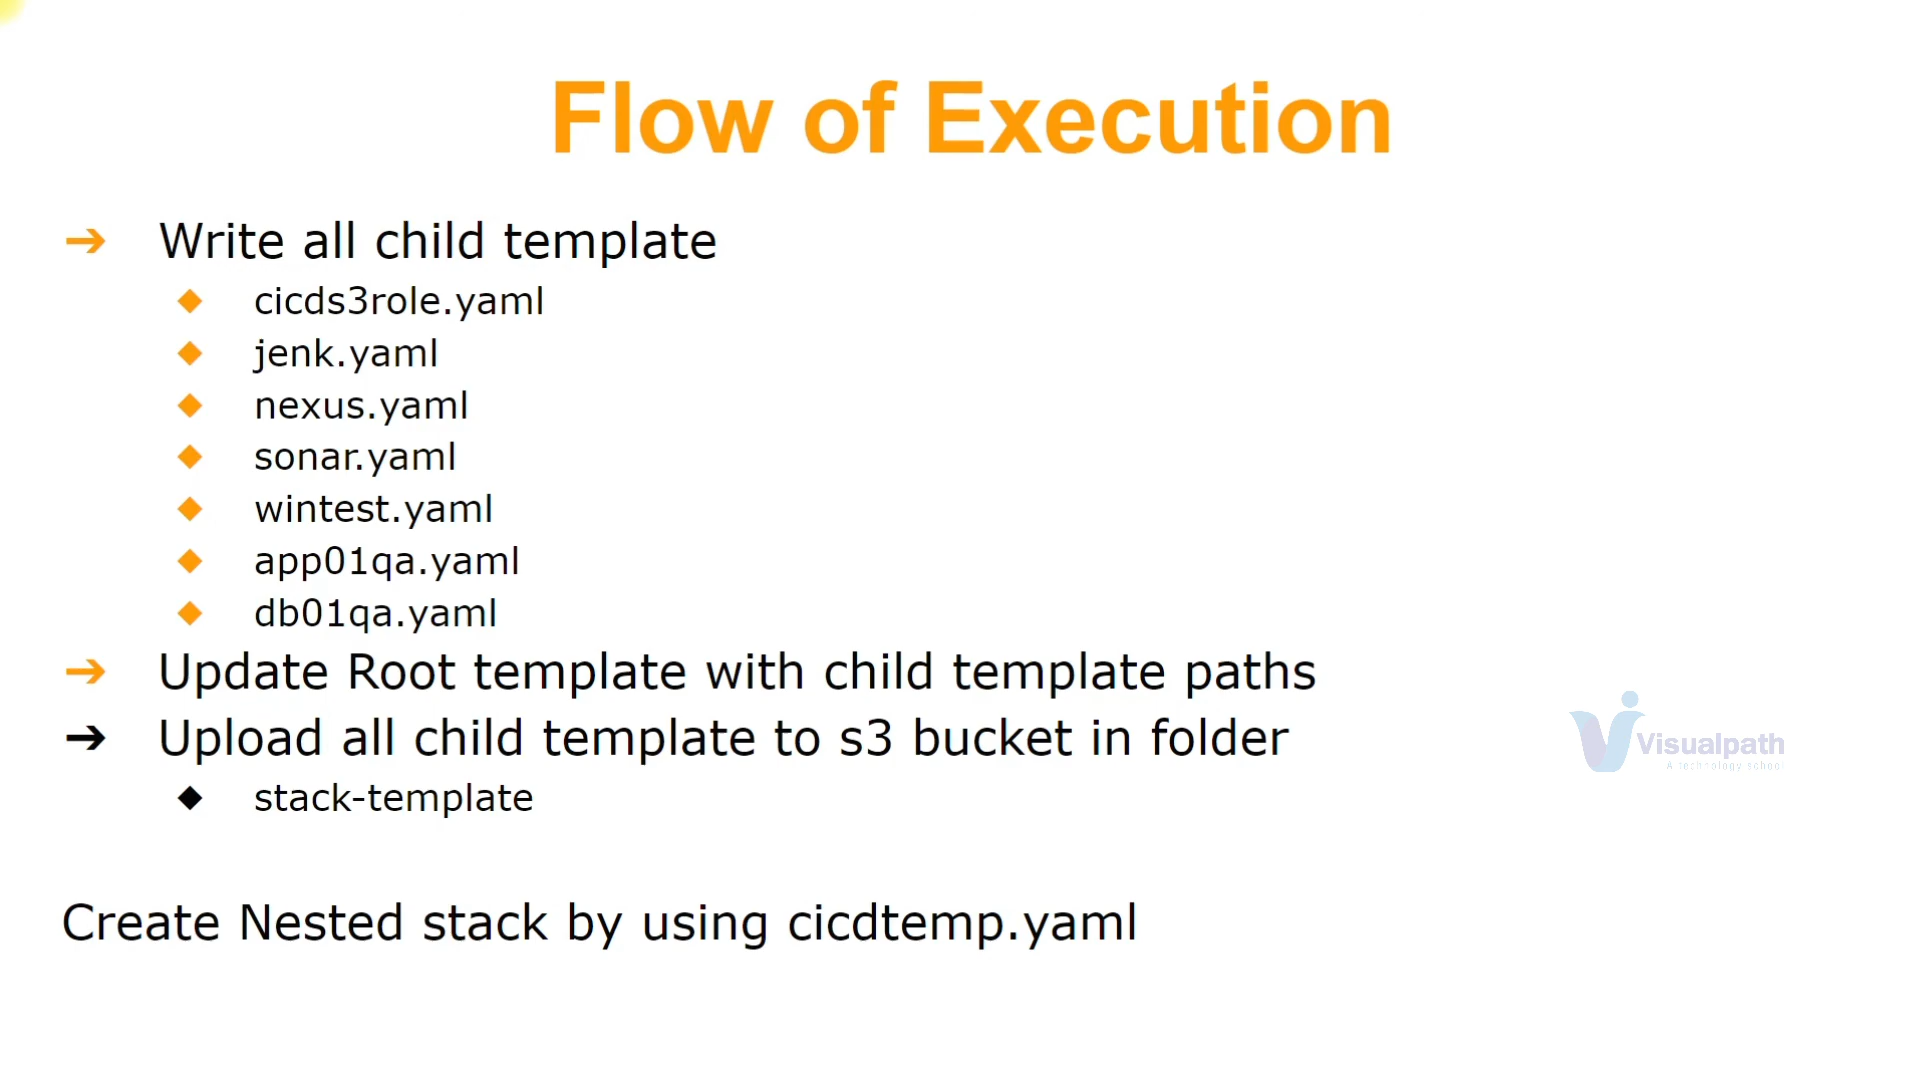 Flow of Execution
➔ Write all child template
◆ cicds3role.yaml
◆ jenk.yaml
◆ nexus.yaml
◆ sonar.yaml
◆ wintest.yaml
◆ app01qa.yaml
◆ db01qa.yaml
➔ Update Root template with child template paths
➔ Upload all child template to s3 bucket in folder
Visualpath
A technology school
◆ stack-template
Create Nested stack by using cicdtemp.yaml